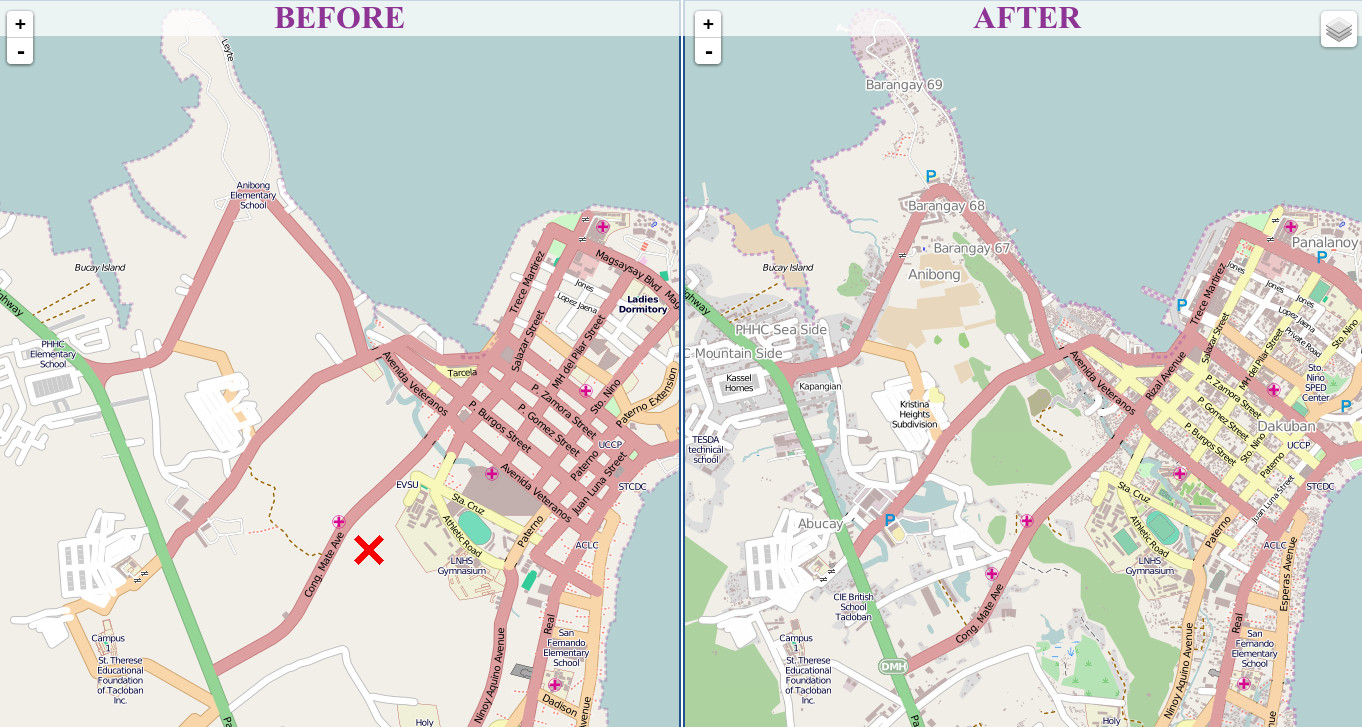 BEFORE
+
-
Leyte
Anibong
Elementary
School
Bucay Island
PHHC
Elementary
School
Trece Martirez
Magsaysay Blvd
Jones
Lopez Jaena
Ladies
Dormitory
Salazar Street
MH del Pilar Street
Avenida Veteranos
Tarcela
P. Zamora Street
Sto. Nino
Paterno Extension
P. Burgos Street
P. Gomez Street
UCCP
Paterno
Juan Luna Street
EVSU
Avenida Veteranos
STCDC
Sta. Cruz
Athletic Road
Paterno
ACLC
LNHS
Gymnasium
Cong. Mate Ave
Campus
1
St. Therese
Educational
Foundation
of Tacloban
Inc.
Real
San
Fernando
Elementary
School
Ninoy Aquino Avenue
Dadison
Holy
AFTER
+
-
Barangay 69
P
Barangay 68
Barangay 67
Anibong
Panalanoy
P
Bucay Island
P
Trece Martirez
Jones
Jones
Lopez Jaena
Private Road
Sto. Nino
PHHC Sea Side
C Mountain Side
Kassel
Homes
Kapangian
Kristina
Heights
Subdivision
Avenida Veteranos
Rizal Avenue
Salazar Street
MH del Pilar Street
Sto.
Nino
SPED
Center
P
P. Zamora Street
P. Gomez Street
P. Burgos Street
Sto. Nino
Paterno
Dakuban
UCCP
TESDA
technical
school
Juan Luna Street
STCDC
Sta. Cruz
Athletic Road
Paterno
Abucay
P
ACLC
LNHS
Gymnasium
Esperas Avenue
CIE British
School
Tacloban
Cong. Mate Ave
Campus
1
St. Therese
Educational
Foundation
of Tacloban
Inc.
DMH
Real
San
Fernando
Elementary
School
Ninoy Aquino Avenue
Holy